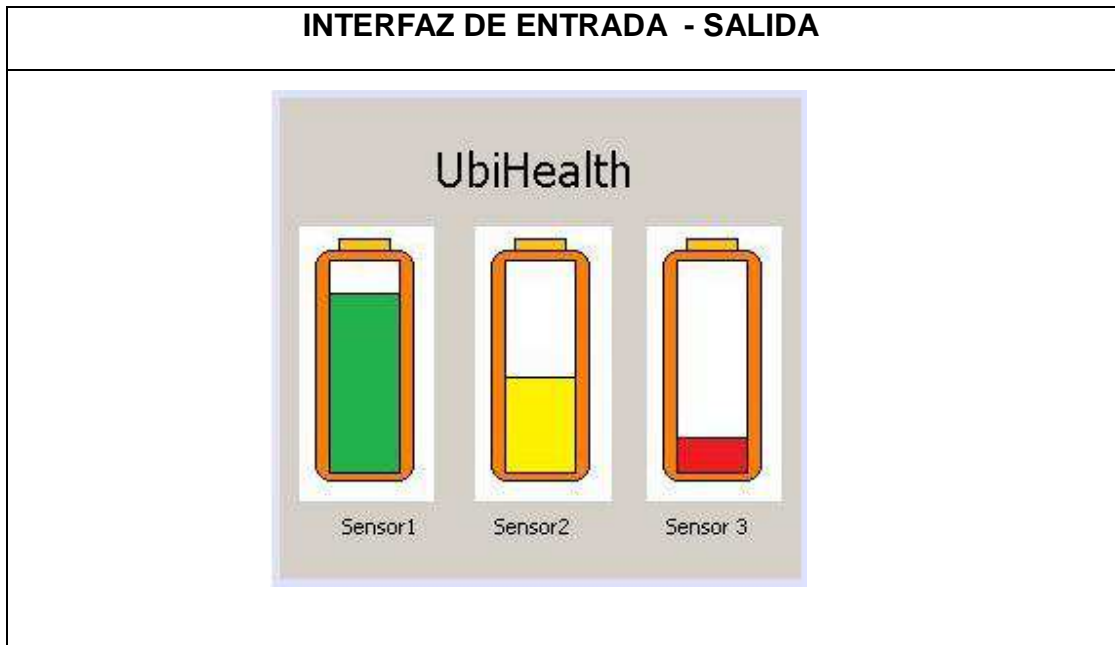 INTERFAZ DE ENTRADA - SALIDA
UbiHealth
Sensor1 Sensor2 Sensor 3